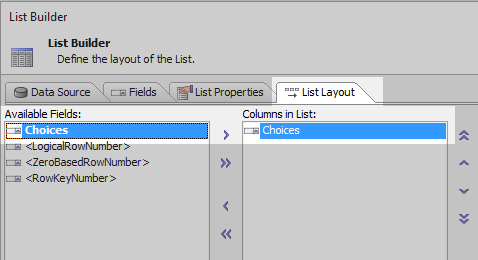 List Builder
List Builder
Define the layout of the List.
Data Source Fields List Properties List Layout
Available Fields: Columns in List:
Choices Choices
<LogicalRowNumber>
<ZeroBasedRowNumber>
<RowKeyNumber>